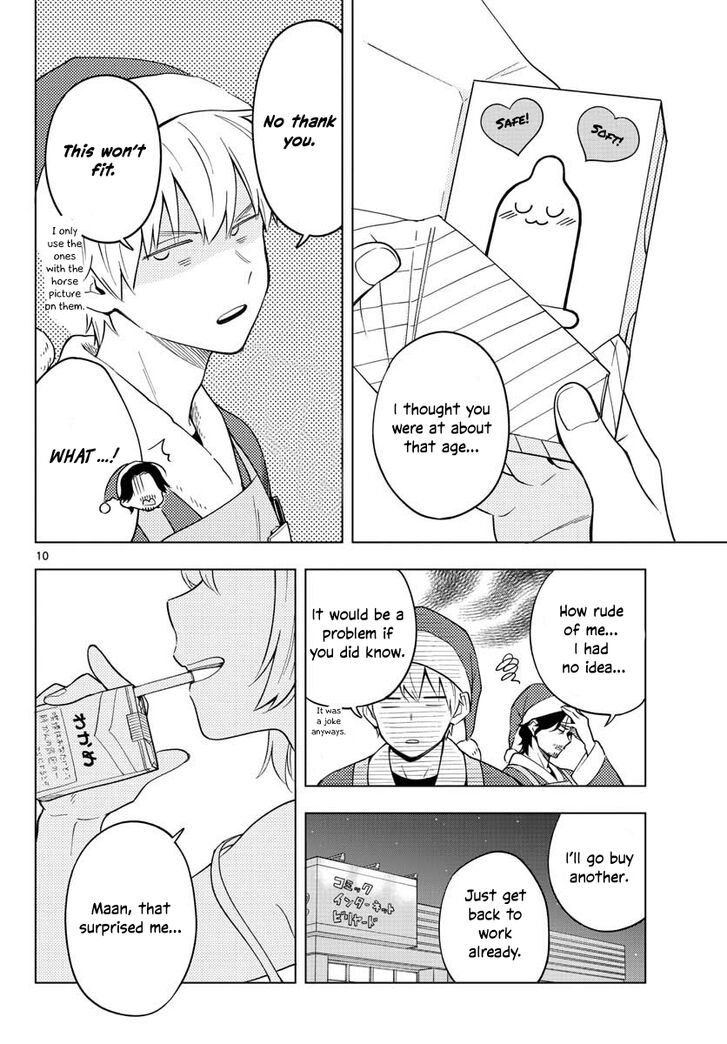 SAFE!
SOFT!
I thought you
were at about
that age...
No thank
you.
This won't
fit.
I only
use the
ones with
the horse
picture
on them.
WHAT ....!
10
How rude
of me...
I had
no idea...
It would be a
problem if
you did know.
It was
a joke
anyways.
わかめ
Maan, that
surprised me...
I'll go buy
another.
Just get
back to
work
already.
コミック
インターネット
ビリヤード